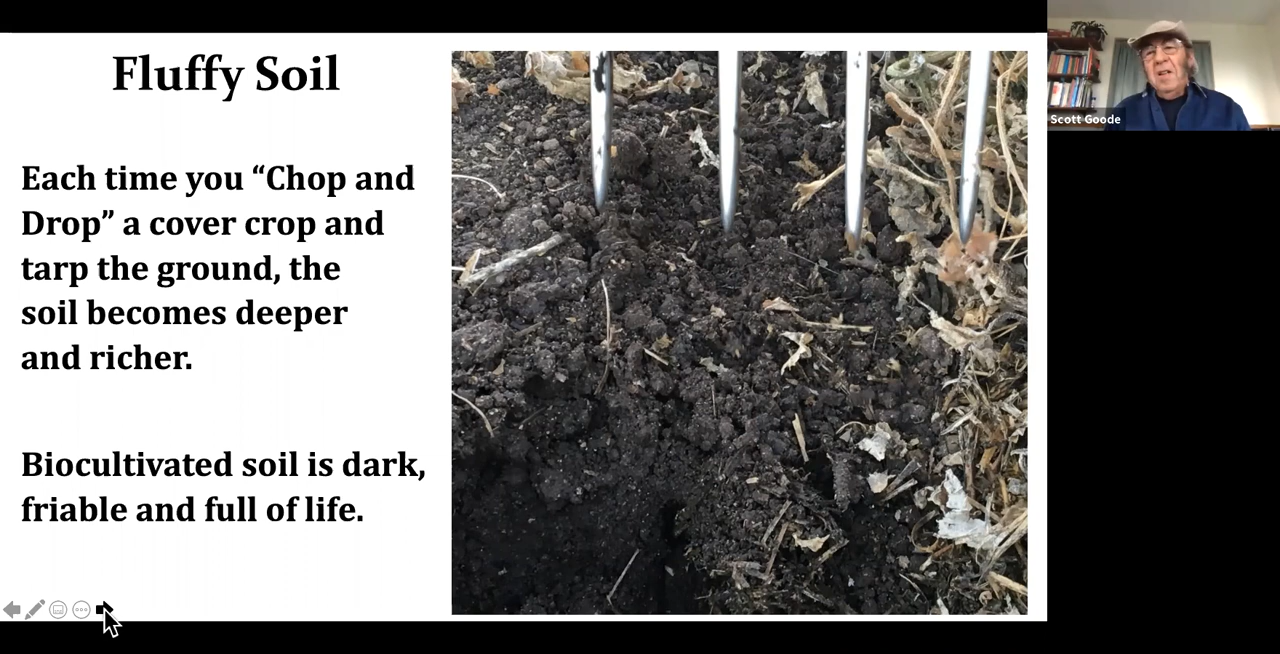 Fluffy Soil
Each time you “Chop and
Drop” a cover crop and
tarp the ground, the
soil becomes deeper
and richer.
Biocultivated soil is dark,
friable and full of life.
Scott Goode